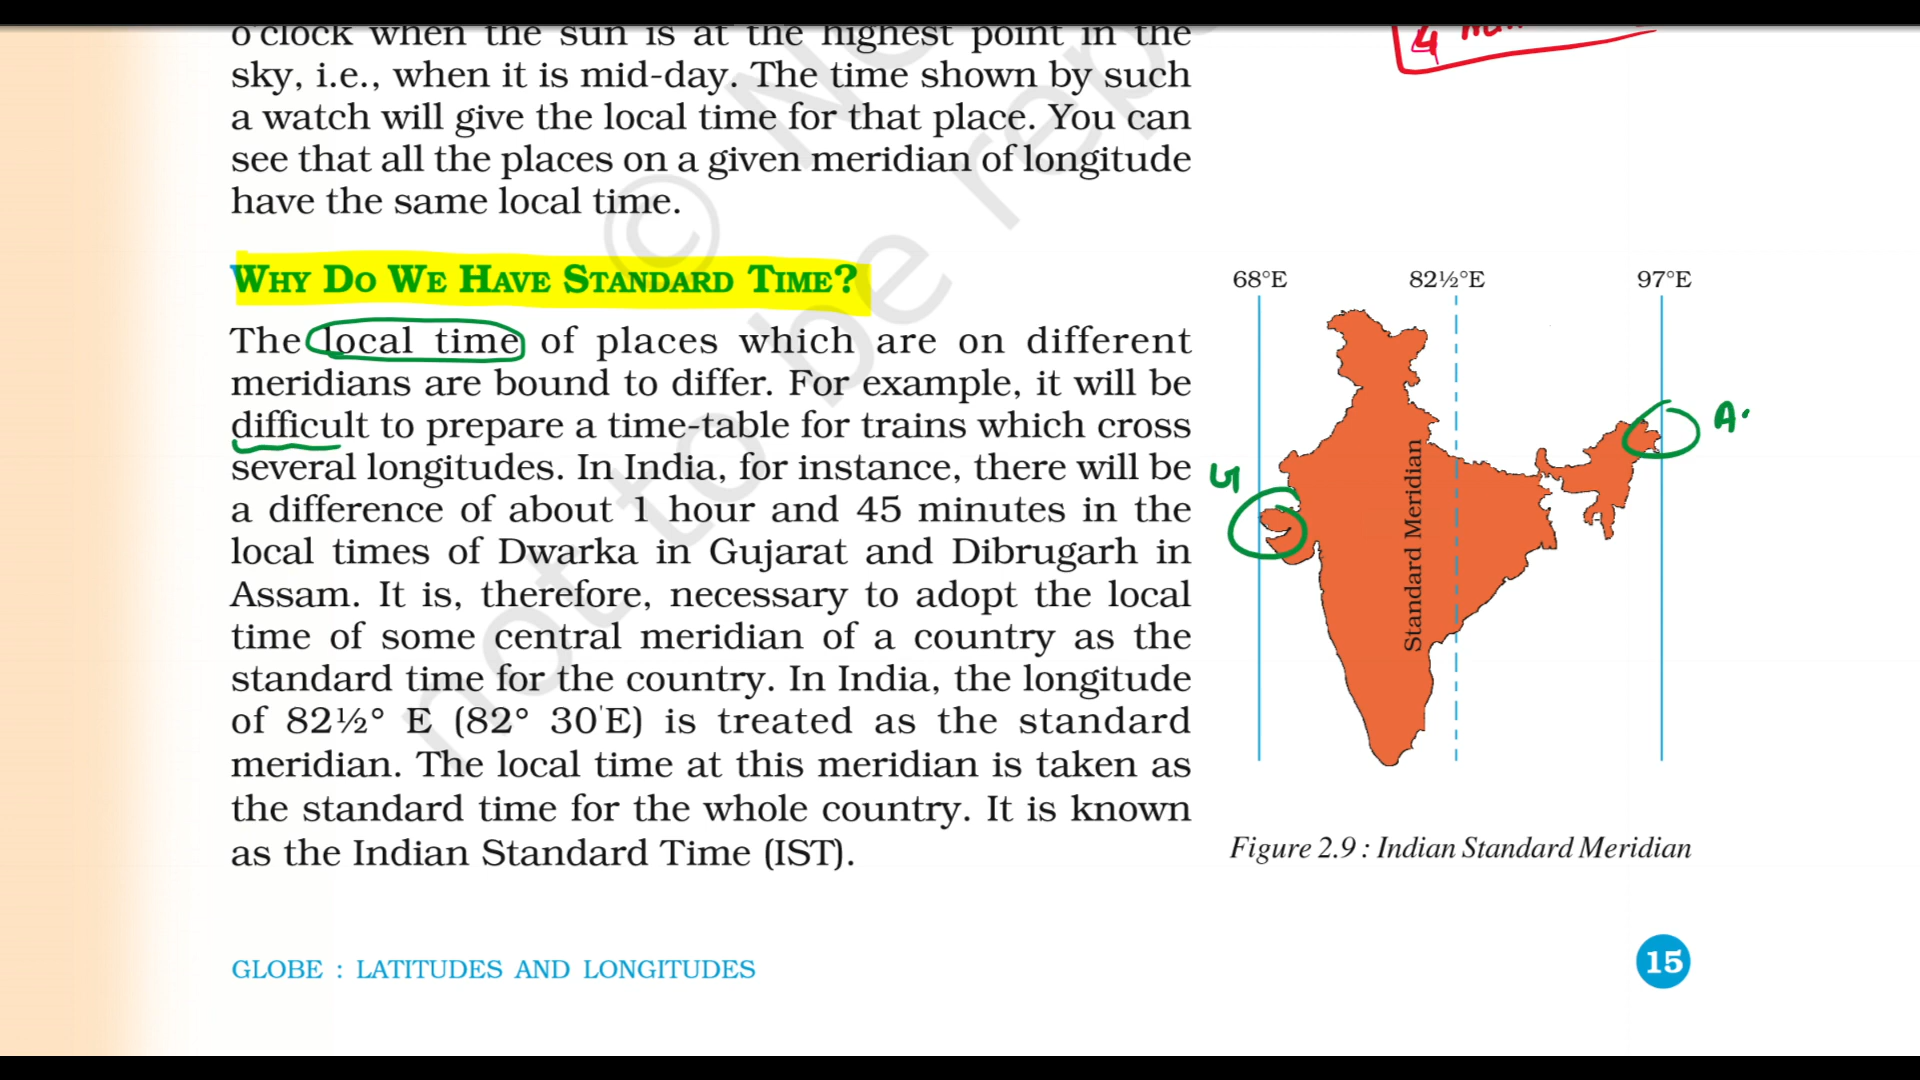 o'clock when the sun is at the highest point in the
sky, i.e., when it is mid-day. The time shown by such
a watch will give the local time for that place. You can
see that all the places on a given meridian of longitude
have the same local time.
WHY DO WE HAVE STANDARD TIME?
The local time of places which are on different
meridians are bound to differ. For example, it will be
difficult to prepare a time-table for trains which cross
several longitudes. In India, for instance, there will be
a difference of about 1 hour and 45 minutes in the
local times of Dwarka in Gujarat and Dibrugarh in
Assam. It is, therefore, necessary to adopt the local
time of some central meridian of a country as the
standard time for the country. In India, the longitude
of 82½° E (82° 30'E) is treated as the standard
meridian. The local time at this meridian is taken as
the standard time for the whole country. It is known
as the Indian Standard Time (IST).
4
68°E 82½°E 97°E
A.
G
Standard Meridian
Figure 2.9 : Indian Standard Meridian
GLOBE : LATITUDES AND LONGITUDES
15
not to be rep